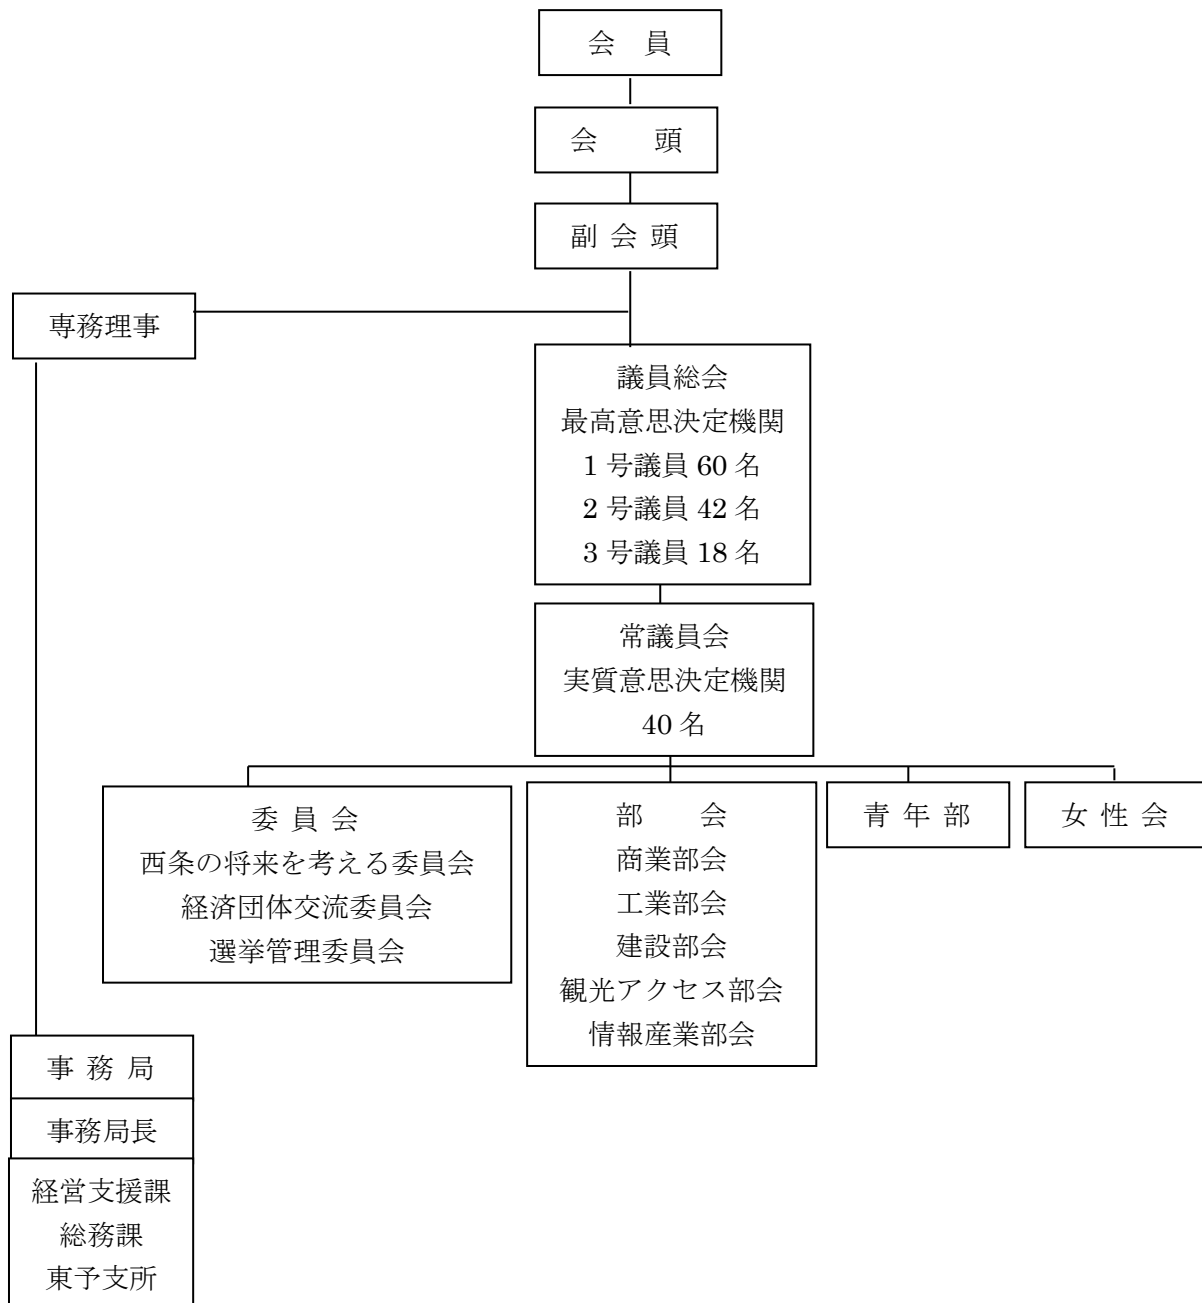 会　員
会　　頭
副 会 頭
専務理事
議員総会
最高意思決定機関
1 号議員 60 名
2 号議員 42 名
3 号議員 18 名
常議員会
実質意思決定機関
40 名
委 員 会
西条の将来を考える委員会
経済団体交流委員会
選挙管理委員会
部　　会
商業部会
工業部会
建設部会
観光アクセス部会
情報産業部会
青 年 部
女 性 会
事 務 局
事務局長
経営支援課
総務課
東予支所